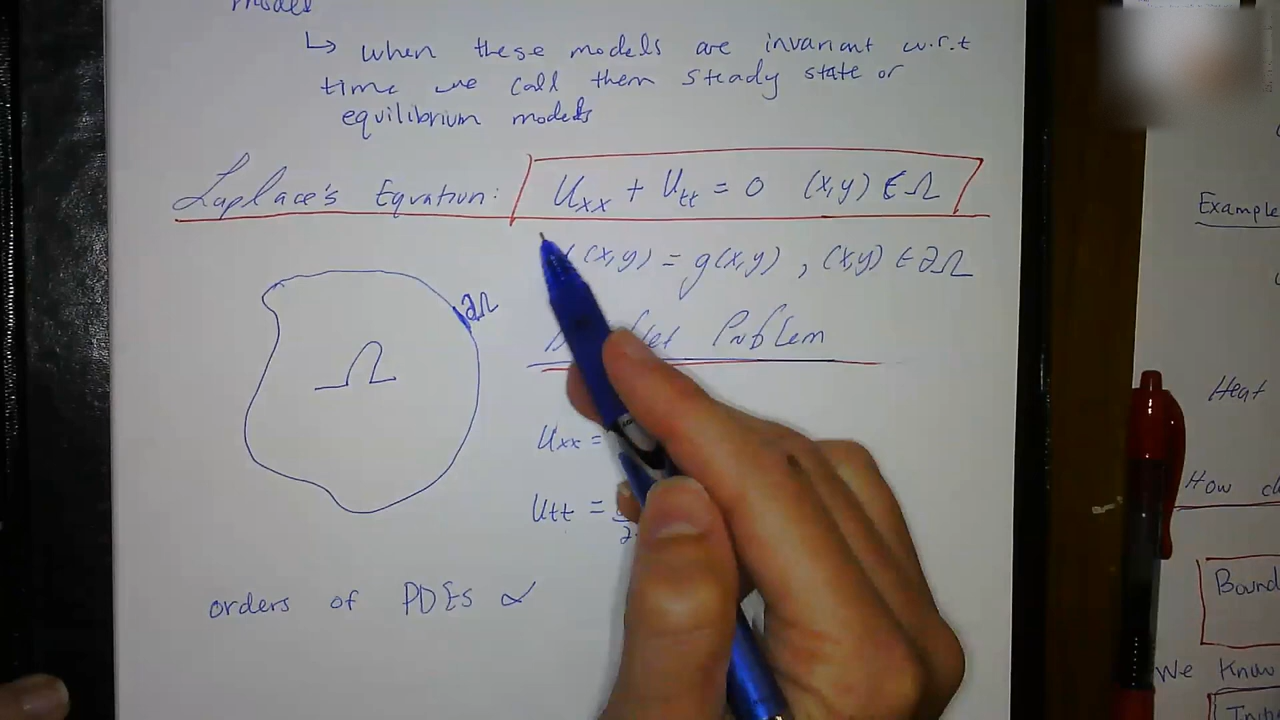 model
↳ when these models are invariant w.r.t
time we call them steady state or
equilibrium models
Laplace's Equation: Uxx + Utt = 0 (x,y) ∈ Ω
(x,y) = g(x,y) , (x,y) ∈ ∂Ω
∂Ω
Problem
Ω
Uxx =
Utt =
orders of PDEs ∝
Example
Heat
How
Bound
We Know